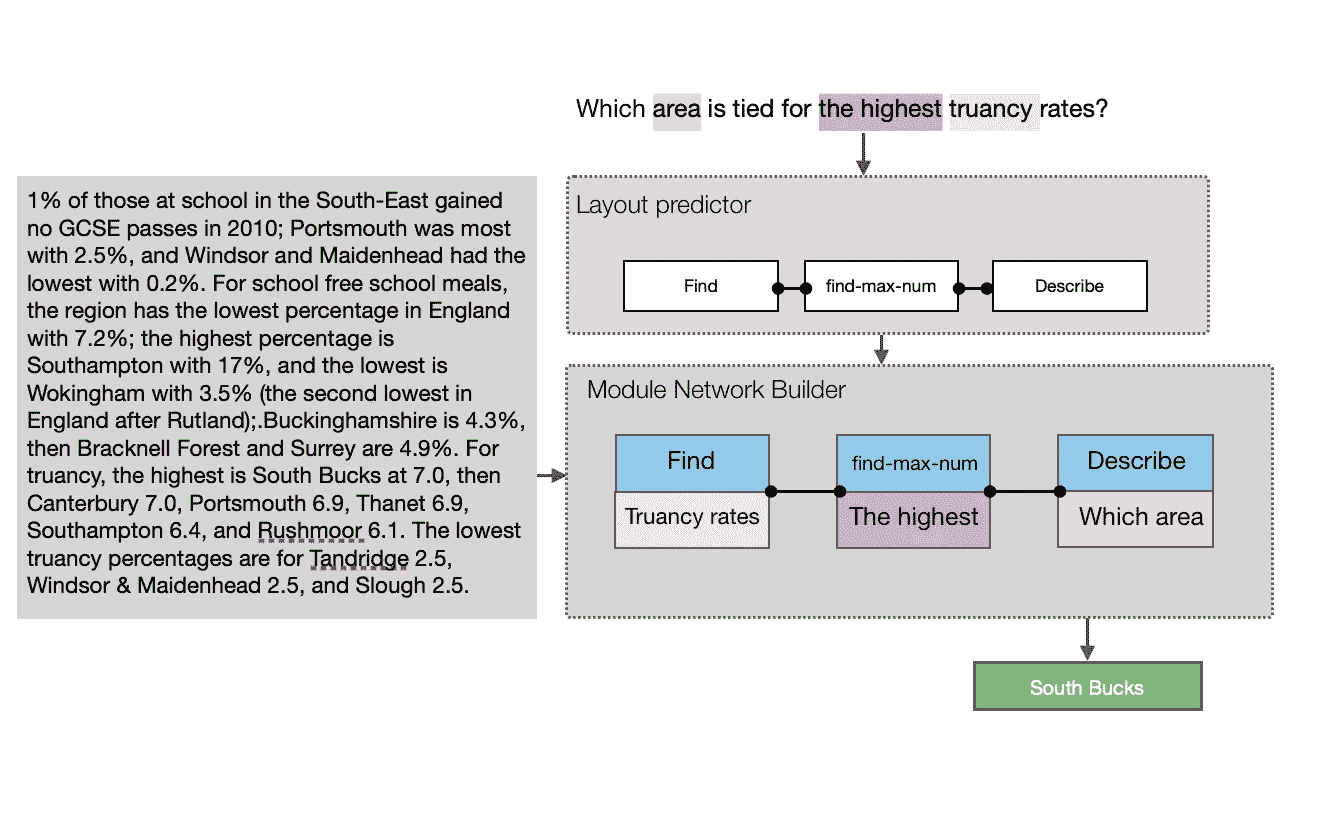 Which area is tied for the highest truancy rates?
1% of those at school in the South-East gained
no GCSE passes in 2010; Portsmouth was most
with 2.5%, and Windsor and Maidenhead had the
lowest with 0.2%. For school free school meals,
the region has the lowest percentage in England
with 7.2%; the highest percentage is
Southampton with 17%, and the lowest is
Wokingham with 3.5% (the second lowest in
England after Rutland);.Buckinghamshire is 4.3%,
then Bracknell Forest and Surrey are 4.9%. For
truancy, the highest is South Bucks at 7.0, then
Canterbury 7.0, Portsmouth 6.9, Thanet 6.9,
Southampton 6.4, and Rushmoor 6.1. The lowest
truancy percentages are for Tandridge 2.5,
Windsor & Maidenhead 2.5, and Slough 2.5.
Layout predictor
Find
find-max-num
Describe
Module Network Builder
Find
find-max-num
Describe
Truancy rates
The highest
Which area
South Bucks